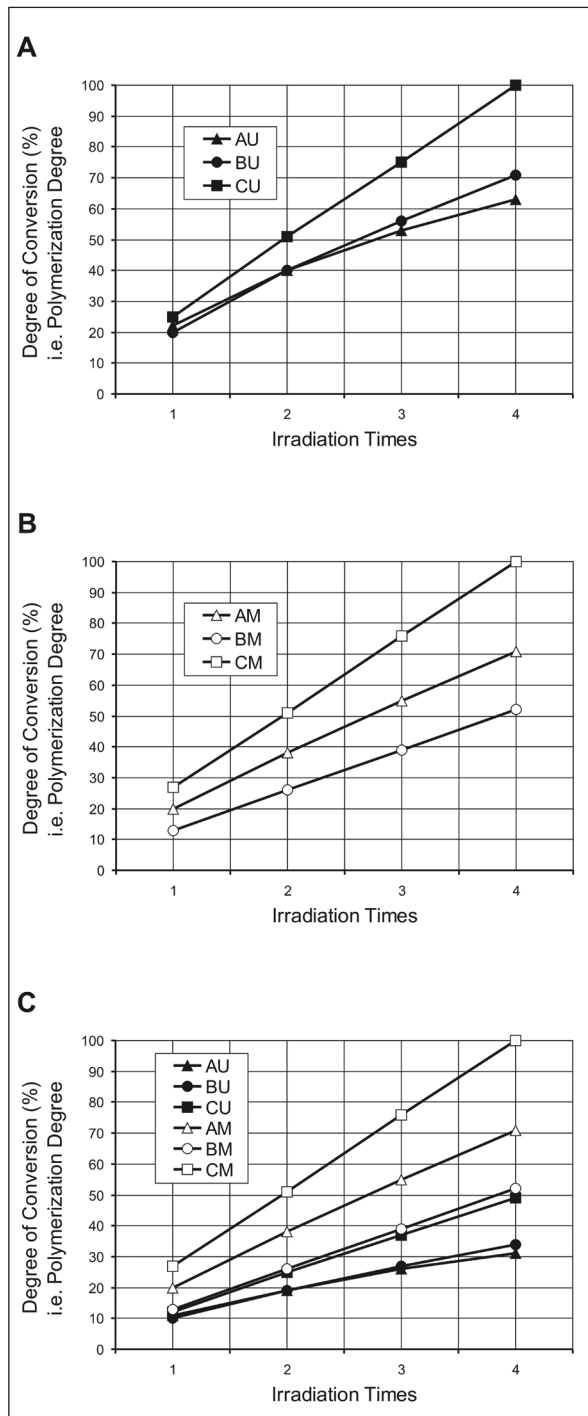 A
Degree of Conversion (%)
i.e. Polymerization Degree
100
90
80
70
60
50
40
30
20
10
0
AU
BU
CU
1 2 3 4
Irradiation Times
B
Degree of Conversion (%)
i.e. Polymerization Degree
100
90
80
70
60
50
40
30
20
10
0
AM
BM
CM
1 2 3 4
Irradiation Times
C
Degree of Conversion (%)
i.e. Polymerization Degree
100
90
80
70
60
50
40
30
20
10
0
AU
BU
CU
AM
BM
CM
1 2 3 4
Irradiation Times